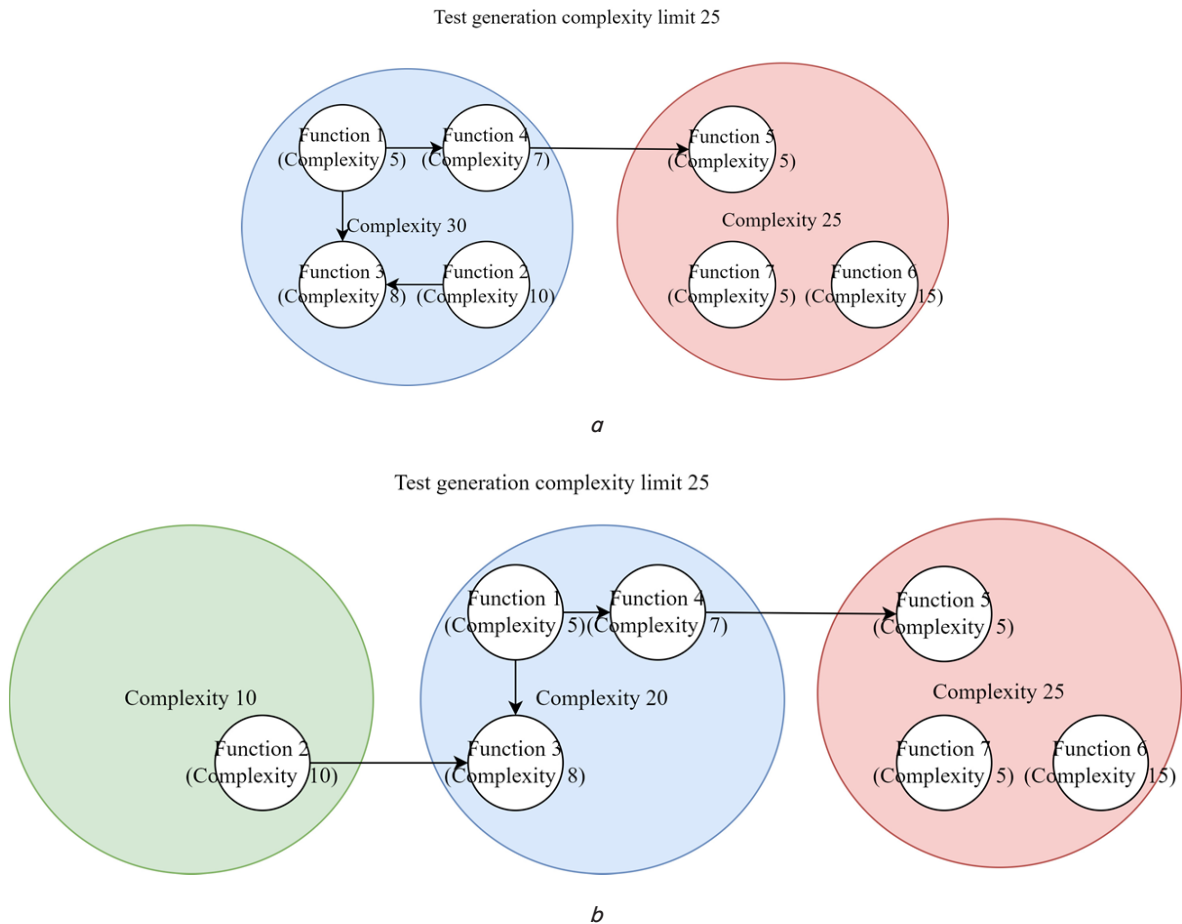 Test generation complexity limit 25
Function 1
(Complexity 5)
Function 4
(Complexity 7)
Function 5
(Complexity 5)
Complexity 30
Complexity 25
Function 3
(Complexity 8)
Function 2
(Complexity 10)
Function 7
(Complexity 5)
Function 6
(Complexity 15)
a
Test generation complexity limit 25
Function 1
(Complexity 5)
Function 4
(Complexity 7)
Function 5
(Complexity 5)
Complexity 10
Complexity 20
Complexity 25
Function 2
(Complexity 10)
Function 3
(Complexity 8)
Function 7
(Complexity 5)
Function 6
(Complexity 15)
b